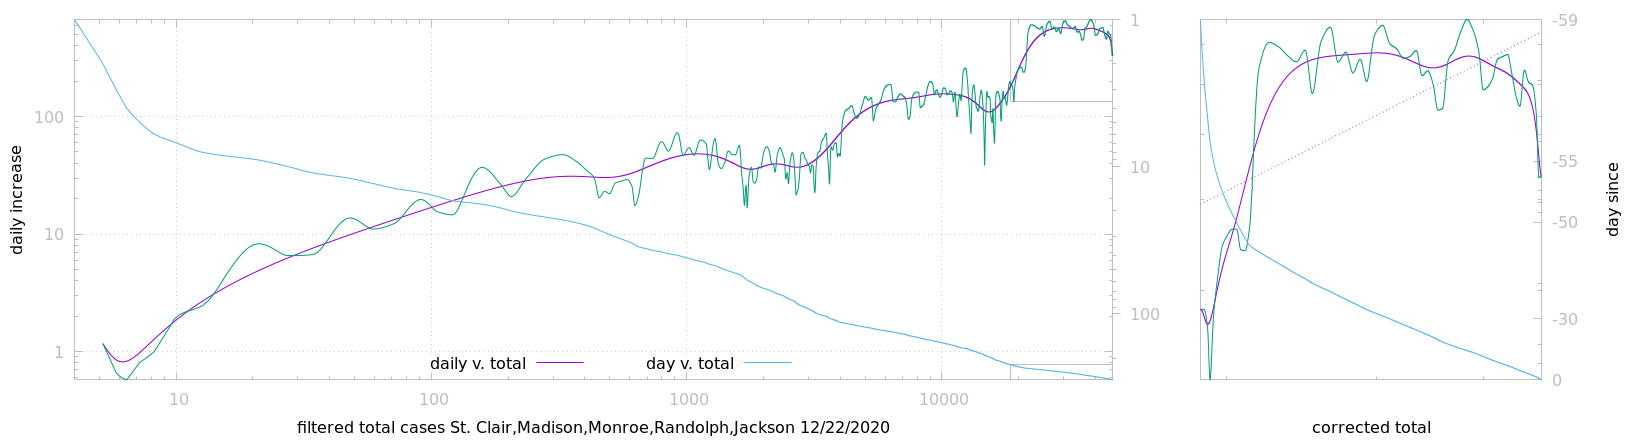 daily increase
100
10
1
10
100
1000
10000
daily v. total
day v. total
1
10
100
filtered total cases St. Clair,Madison,Monroe,Randolph,Jackson 12/22/2020
-59
-55
-50
-30
0
day since
corrected total